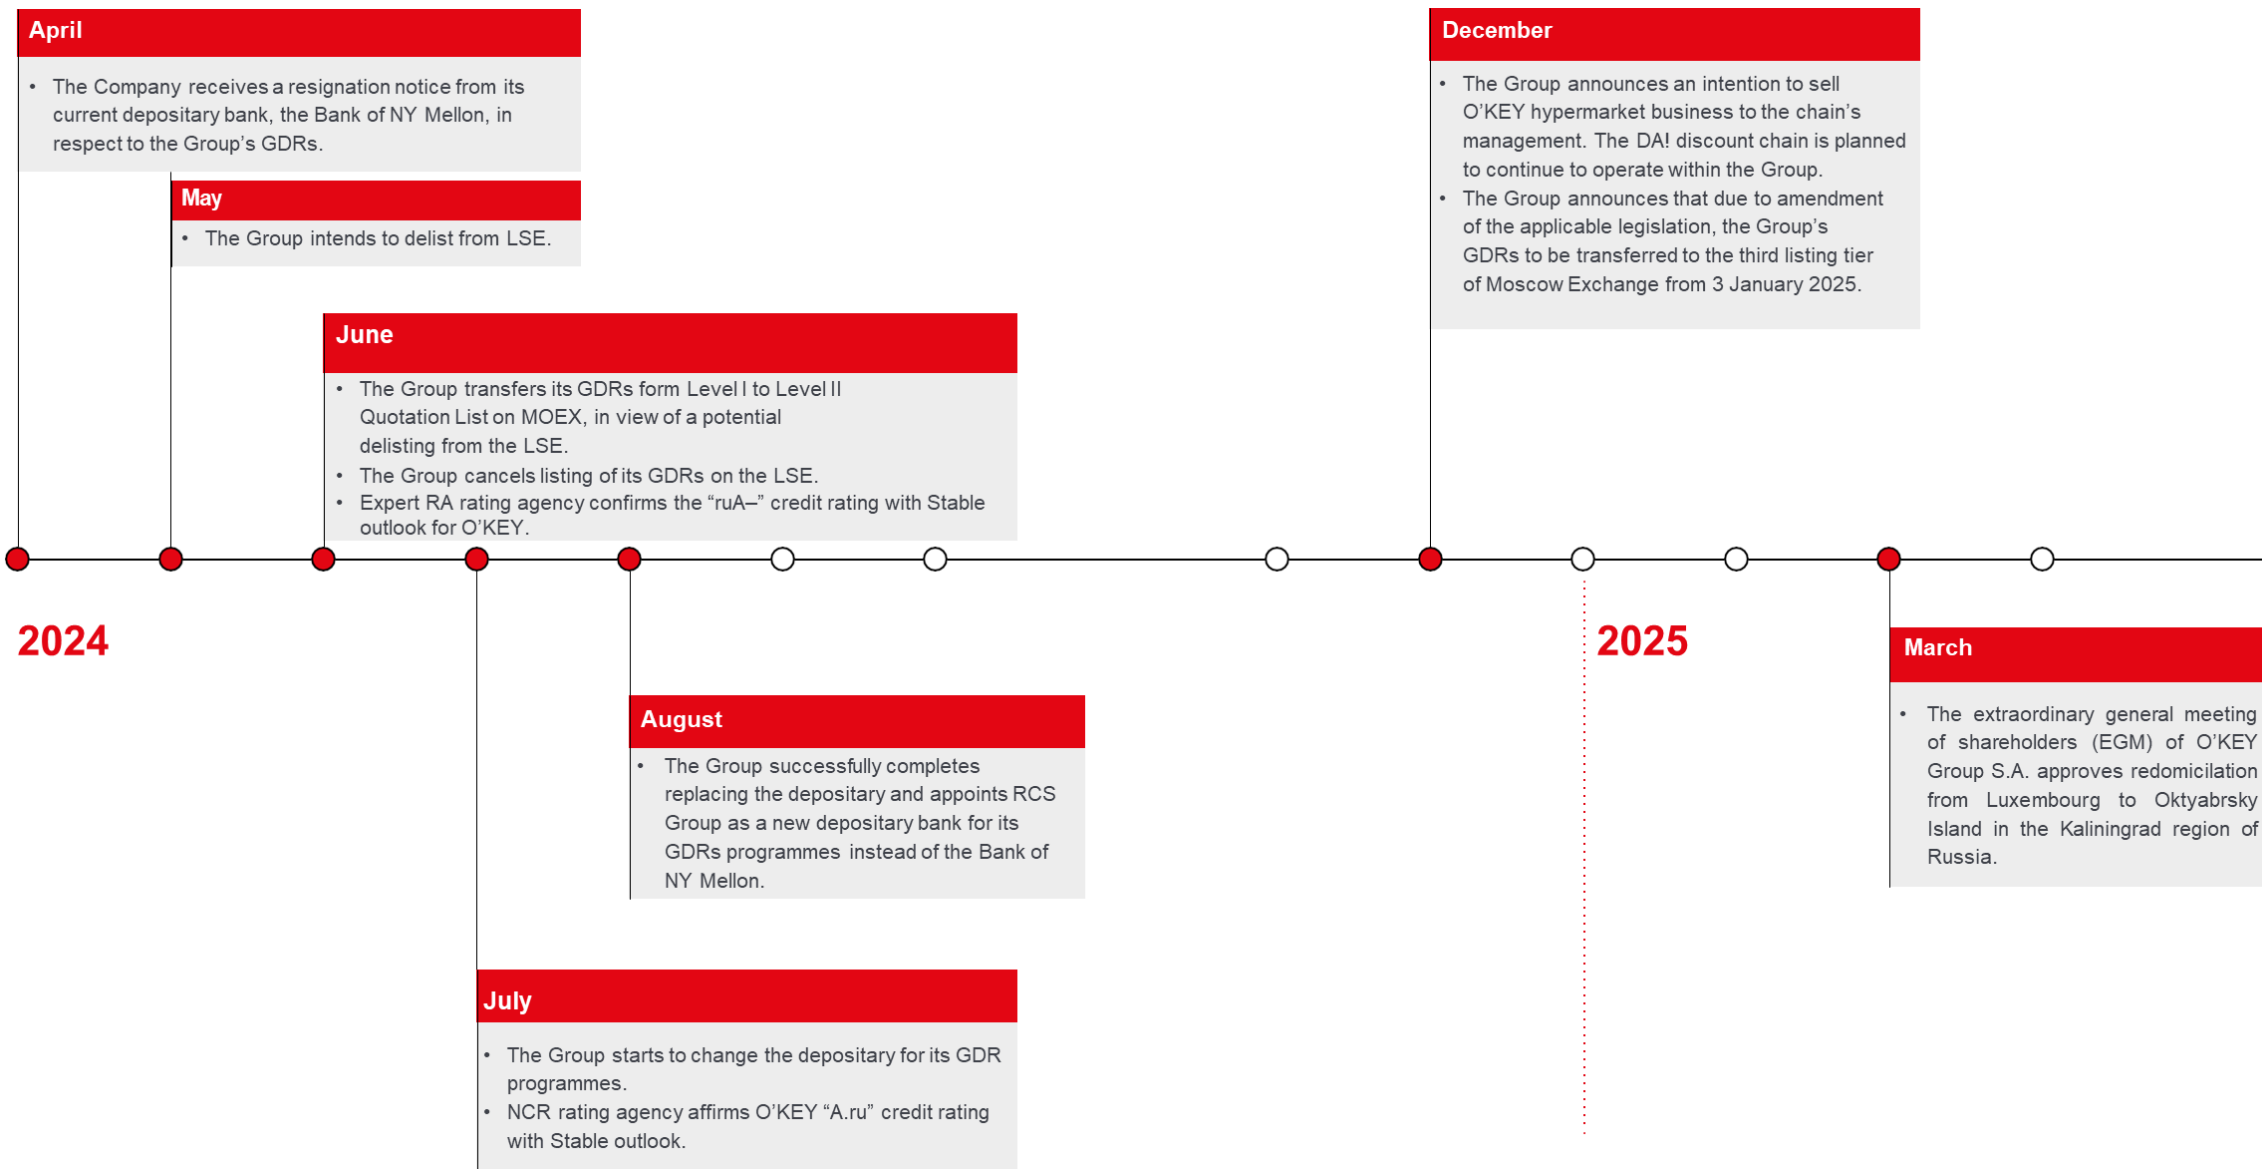 April
• The Company receives a resignation notice from its
current depositary bank, the Bank of NY Mellon, in
respect to the Group’s GDRs.
May
• The Group intends to delist from LSE.
June
• The Group transfers its GDRs form Level I to Level II
Quotation List on MOEX, in view of a potential
delisting from the LSE.
• The Group cancels listing of its GDRs on the LSE.
• Expert RA rating agency confirms the “ruA–” credit rating with Stable
outlook for O’KEY.
December
• The Group announces an intention to sell
O’KEY hypermarket business to the chain’s
management. The DA! discount chain is planned
to continue to operate within the Group.
• The Group announces that due to amendment
of the applicable legislation, the Group’s
GDRs to be transferred to the third listing tier
of Moscow Exchange from 3 January 2025.
2024
2025
August
• The Group successfully completes
replacing the depositary and appoints RCS
Group as a new depositary bank for its
GDRs programmes instead of the Bank of
NY Mellon.
July
• The Group starts to change the depositary for its GDR
programmes.
• NCR rating agency affirms O’KEY “A.ru” credit rating
with Stable outlook.
March
• The extraordinary general meeting
of shareholders (EGM) of O’KEY
Group S.A. approves redomicilation
from Luxembourg to Oktyabrsky
Island in the Kaliningrad region of
Russia.